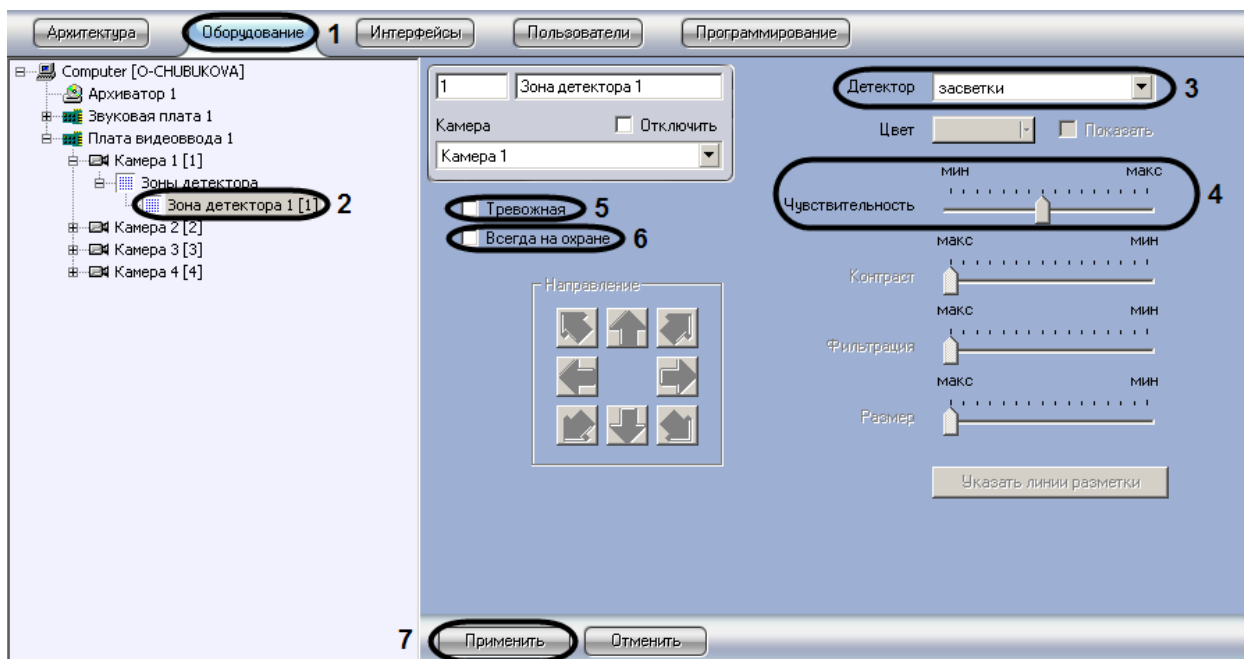 Архитектура Оборудование 1 Интерфейсы Пользователи Программирование
Computer [O-CHUBUKOVA]
Архиватор 1
Звуковая плата 1
Плата видеоввода 1
Камера 1 [1]
Зоны детектора
Зона детектора 1 [1] 2
Камера 2 [2]
Камера 3 [3]
Камера 4 [4]
1 Зона детектора 1
Камера Отключить
Камера 1
Тревожная 5
Всегда на охране 6
Направление
Детектор засветки 3
Цвет Показать
мин макс
Чувствительность 4
макс мин
Контраст
макс мин
Фильтрация
макс мин
Размер
Указать линии разметки
7 Применить Отменить